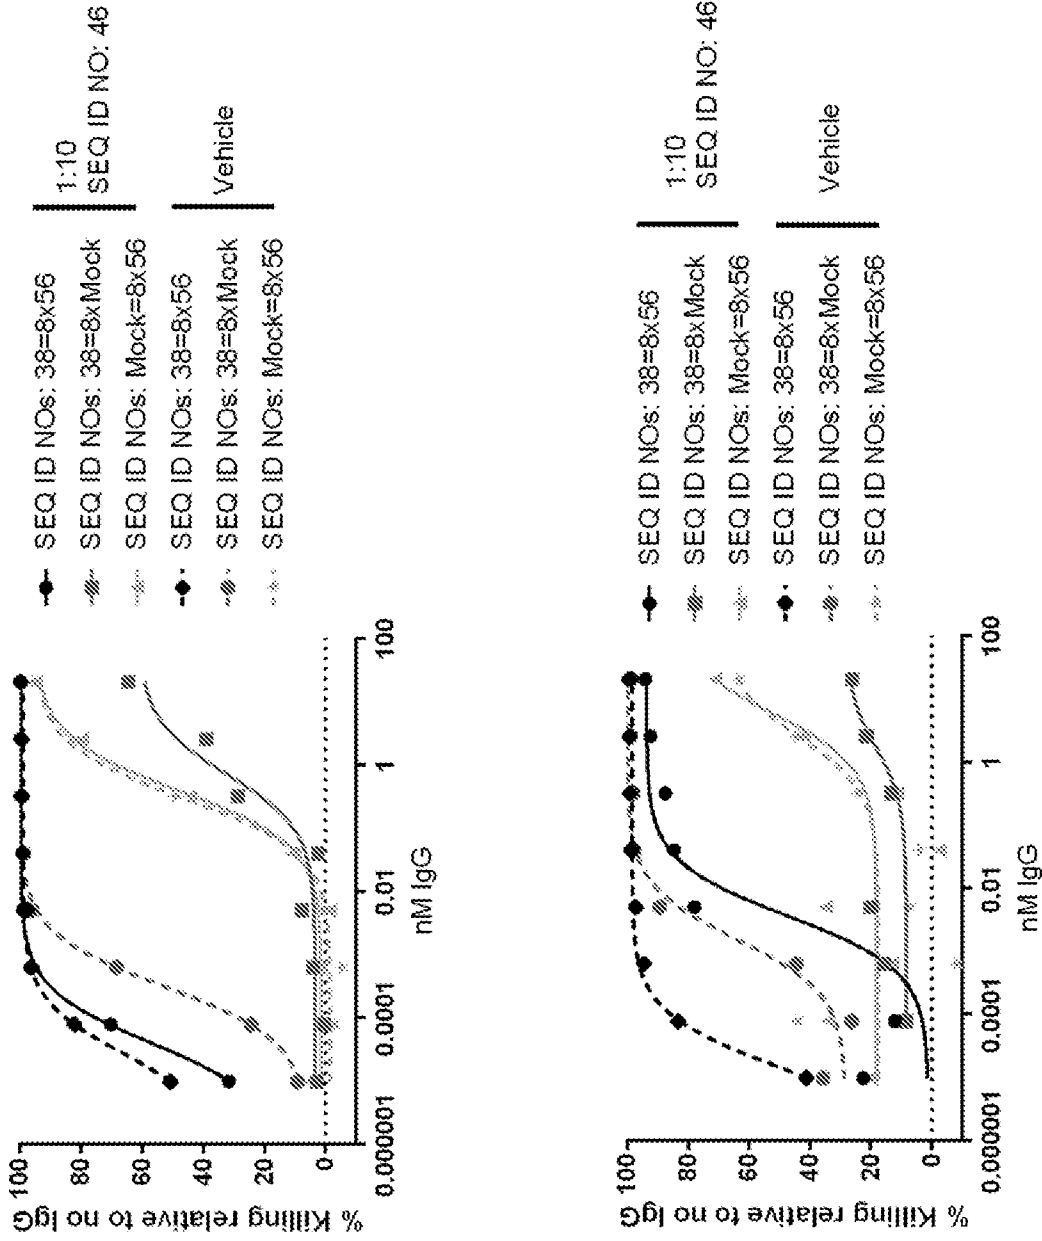 % Killing relative to no IgG
100
80
60
40
20
0
0.000001
0.0001
0.01
1
100
nM IgG
SEQ ID NOs: 38=8x56
SEQ ID NOs: 38=8xMock
SEQ ID NOs: Mock=8x56
SEQ ID NOs: 38=8x56
SEQ ID NOs: 38=8xMock
SEQ ID NOs: Mock=8x56
1:10
SEQ ID NO: 46
Vehicle
% Killing relative to no IgG
100
80
60
40
20
0
0.000001
0.0001
0.01
1
100
nM IgG
SEQ ID NOs: 38=8x56
SEQ ID NOs: 38=8xMock
SEQ ID NOs: Mock=8x56
SEQ ID NOs: 38=8x56
SEQ ID NOs: 38=8xMock
SEQ ID NOs: Mock=8x56
1:10
SEQ ID NO: 46
Vehicle